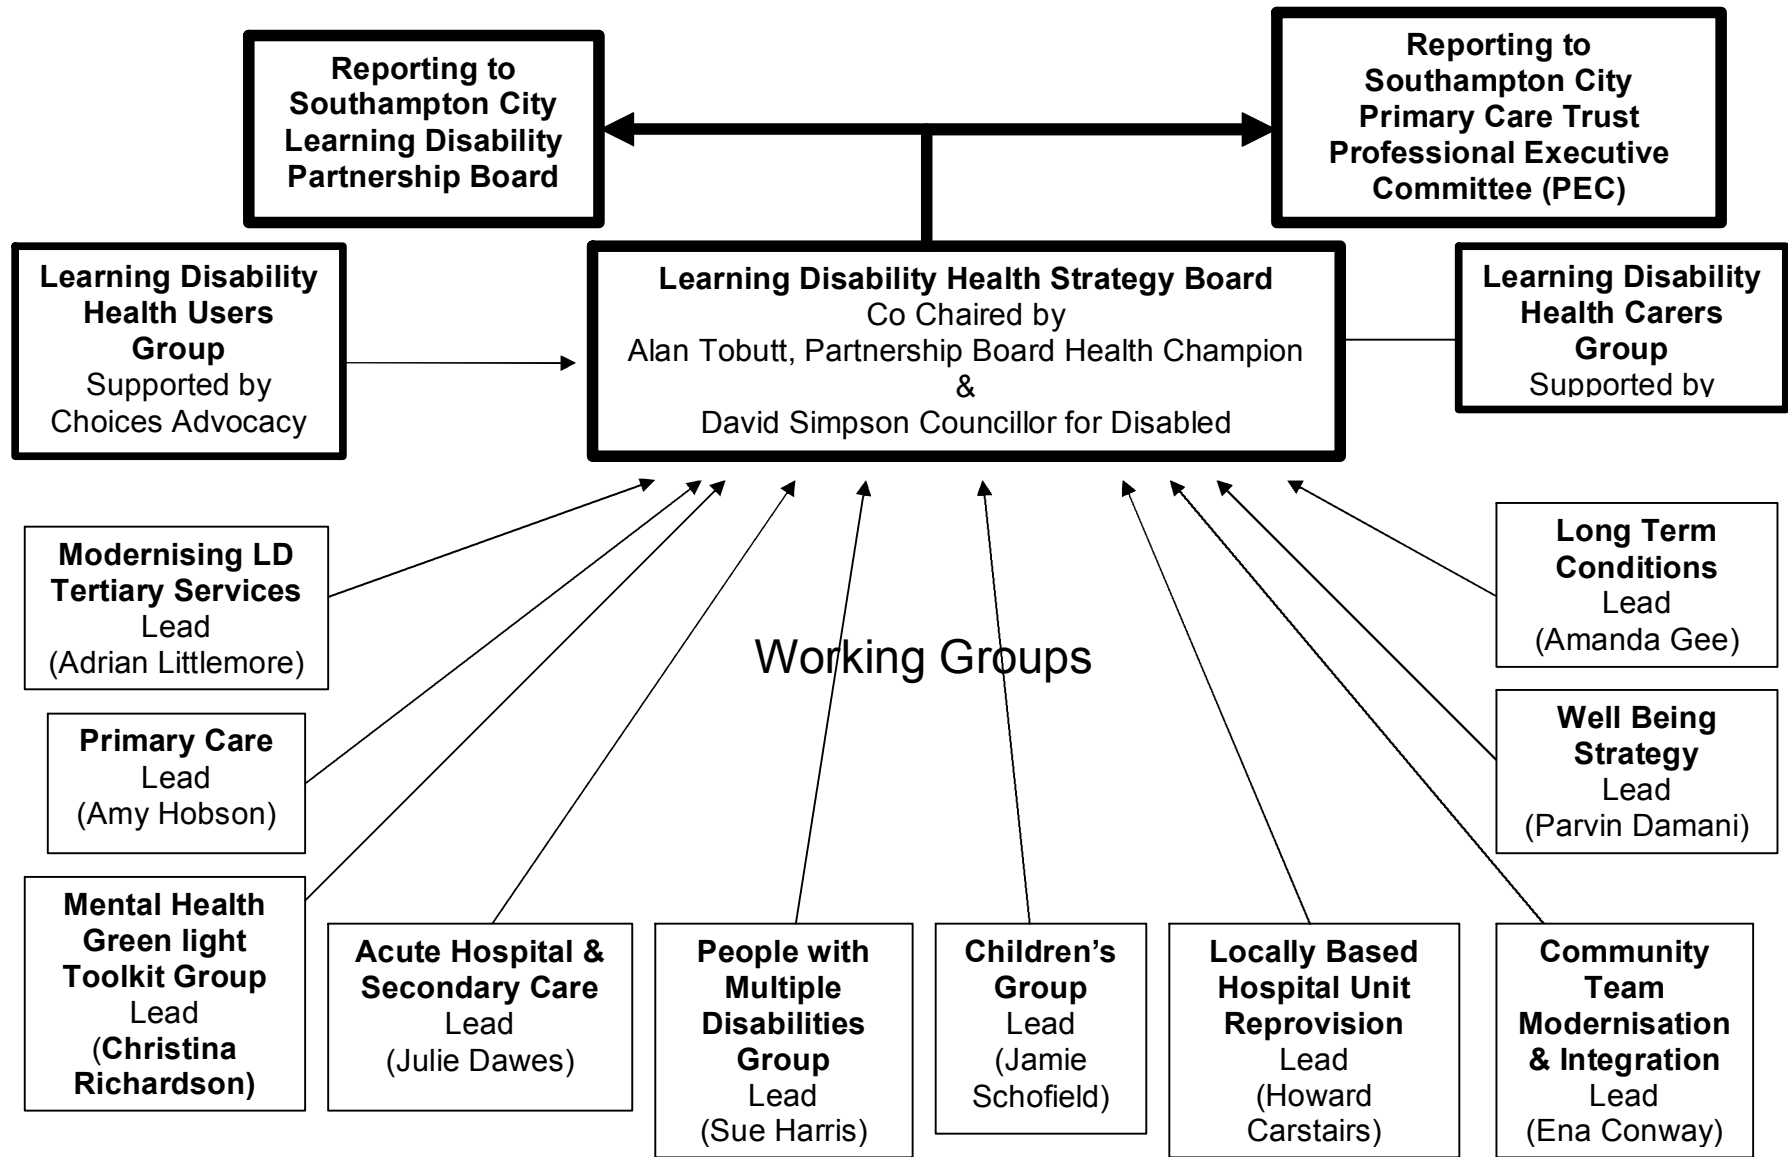 Reporting to
Southampton City
Learning Disability
Partnership Board
Reporting to
Southampton City
Primary Care Trust
Professional Executive
Committee (PEC)
Learning Disability
Health Users
Group
Supported by
Choices Advocacy
Learning Disability Health Strategy Board
Co Chaired by
Alan Tobutt, Partnership Board Health Champion
&
David Simpson Councillor for Disabled
Learning Disability
Health Carers
Group
Supported by
Modernising LD
Tertiary Services
Lead
(Adrian Littlemore)
Long Term
Conditions
Lead
(Amanda Gee)
Working Groups
Primary Care
Lead
(Amy Hobson)
Well Being
Strategy
Lead
(Parvin Damani)
Mental Health
Green light
Toolkit Group
Lead
(Christina
Richardson)
Acute Hospital &
Secondary Care
Lead
(Julie Dawes)
People with
Multiple
Disabilities
Group
Lead
(Sue Harris)
Children’s
Group
Lead
(Jamie
Schofield)
Locally Based
Hospital Unit
Reprovision
Lead
(Howard
Carstairs)
Community
Team
Modernisation
& Integration
Lead
(Ena Conway)